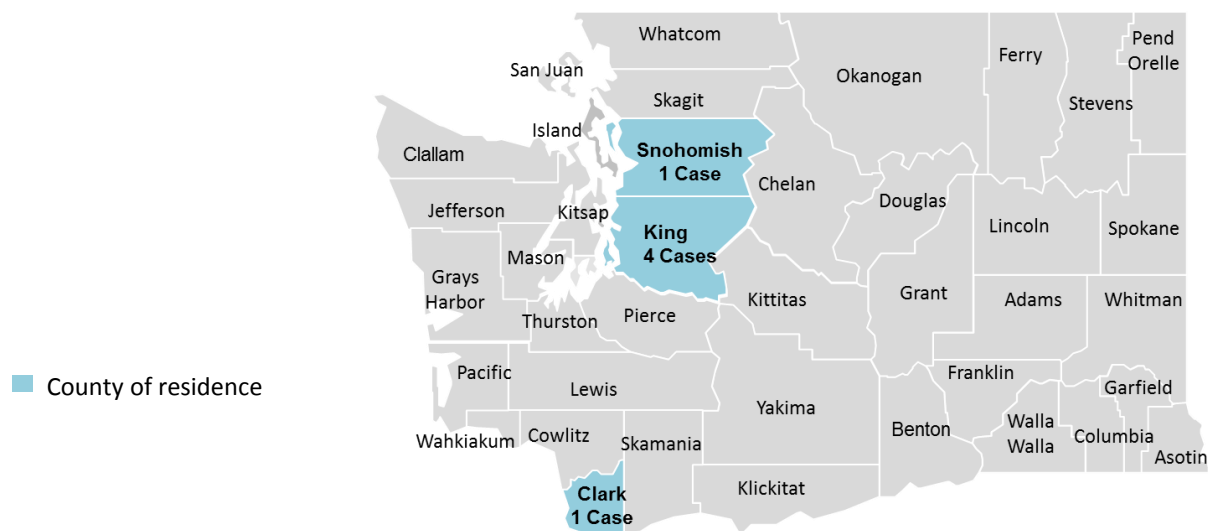 Whatcom
San Juan
Skagit
Island
Okanogan
Ferry
Pend
Orelle
Stevens
Clallam
Snohomish
1 Case
Chelan
Douglas
Jefferson
Kitsap
King
4 Cases
Lincoln
Spokane
Mason
Grays
Harbor
Thurston
Pierce
Kittitas
Grant
Adams
Whitman
County of residence
Pacific
Lewis
Yakima
Franklin
Garfield
Wahkiakum
Cowlitz
Skamania
Benton
Walla
Walla
Columbia
Asotin
Clark
1 Case
Klickitat